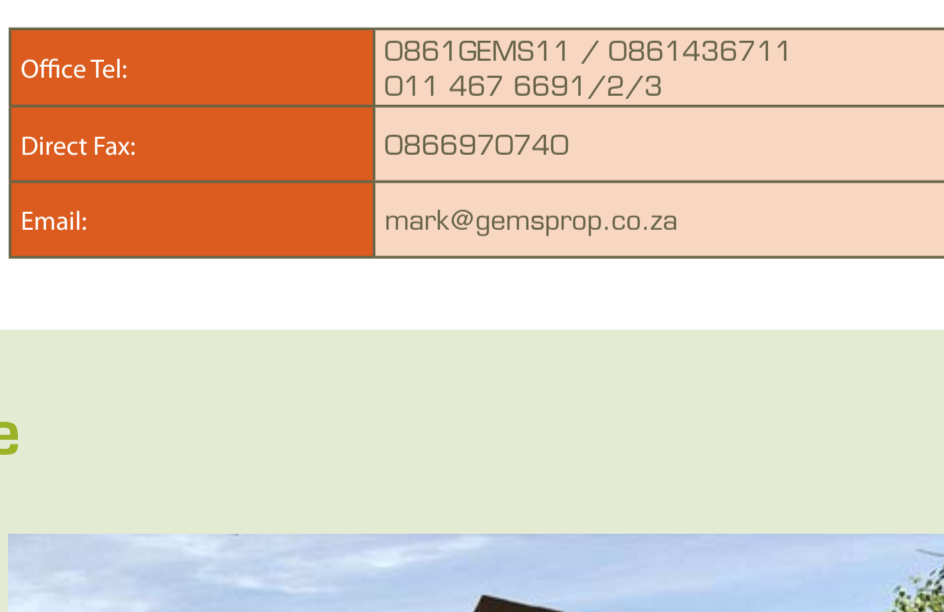 Office Tel:
0861GEMS11 / 0861436711
011 467 6691/2/3
Direct Fax:
0866970740
Email:
mark@gemsprop.co.za
e